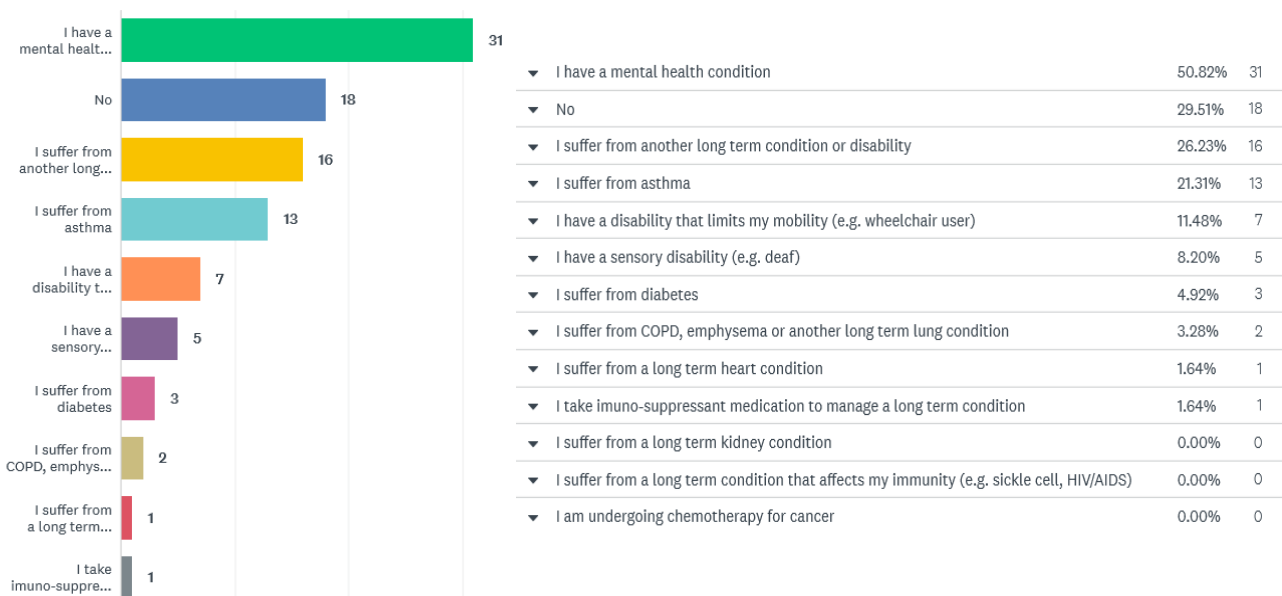 I have a
mental healt...
31
No
18
I suffer from
another long...
16
I suffer from
asthma
13
I have a
disability t...
7
I have a
sensory...
5
I suffer from
diabetes
3
I suffer from
COPD, emphys...
2
I suffer from
a long term...
1
I take
imuno-suppre...
1
I have a mental health condition 50.82% 31
No 29.51% 18
I suffer from another long term condition or disability 26.23% 16
I suffer from asthma 21.31% 13
I have a disability that limits my mobility (e.g. wheelchair user) 11.48% 7
I have a sensory disability (e.g. deaf) 8.20% 5
I suffer from diabetes 4.92% 3
I suffer from COPD, emphysema or another long term lung condition 3.28% 2
I suffer from a long term heart condition 1.64% 1
I take imuno-suppressant medication to manage a long term condition 1.64% 1
I suffer from a long term kidney condition 0.00% 0
I suffer from a long term condition that affects my immunity (e.g. sickle cell, HIV/AIDS) 0.00% 0
I am undergoing chemotherapy for cancer 0.00% 0